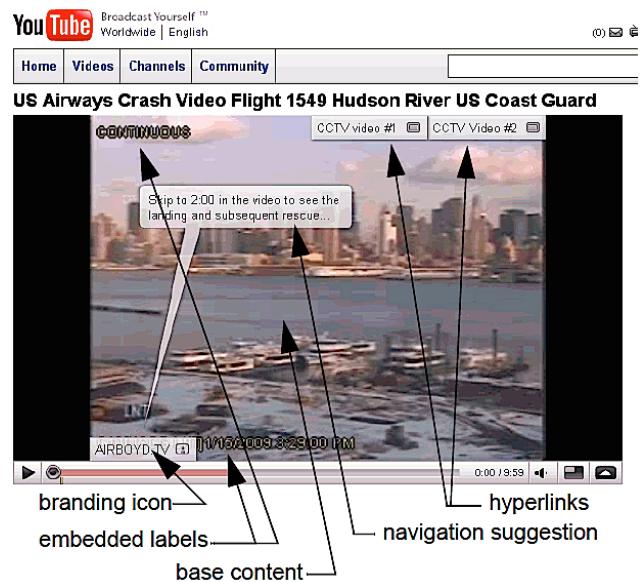 You Tube Broadcast Yourself ™
Worldwide | English
(0)
Home Videos Channels Community
US Airways Crash Video Flight 1549 Hudson River US Coast Guard
CONTINUOUS CCTV video #1 CCTV Video #2
Skip to 2:00 in the video to see the
landing and subsequent rescue...
AIRBOYD.TV 1/15/2009 3:29:00 PM
0:00 / 9:59
branding icon hyperlinks
embedded labels navigation suggestion
base content